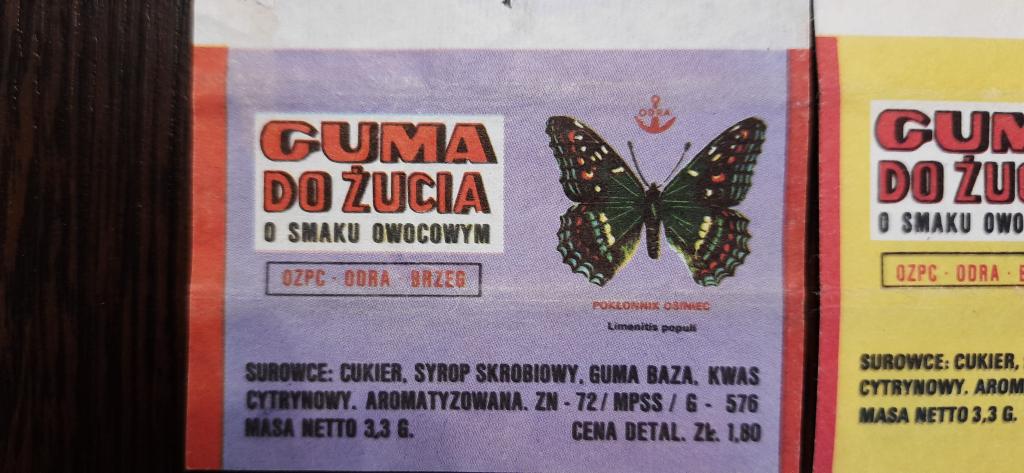 GUMA
DO ŻUCIA
O SMAKU OWOCOWYM
OZPC · ODRA · BRZEG
ODRA
POKŁONNIK OSINIEC
Limenitis populi
SUROWCE: CUKIER, SYROP SKROBIOWY, GUMA BAZA, KWAS
CYTRYNOWY. AROMATYZOWANA. ZN - 72 / MPSS / G - 576
MASA NETTO 3,3 G.
CENA DETAL. ZŁ. 1,80
GUM
DO ŻUC
O SMAKU OWO
OZPC · ODRA ·
SUROWCE: CUKIER,
CYTRYNOWY. AROM
MASA NETTO 3,3 G.